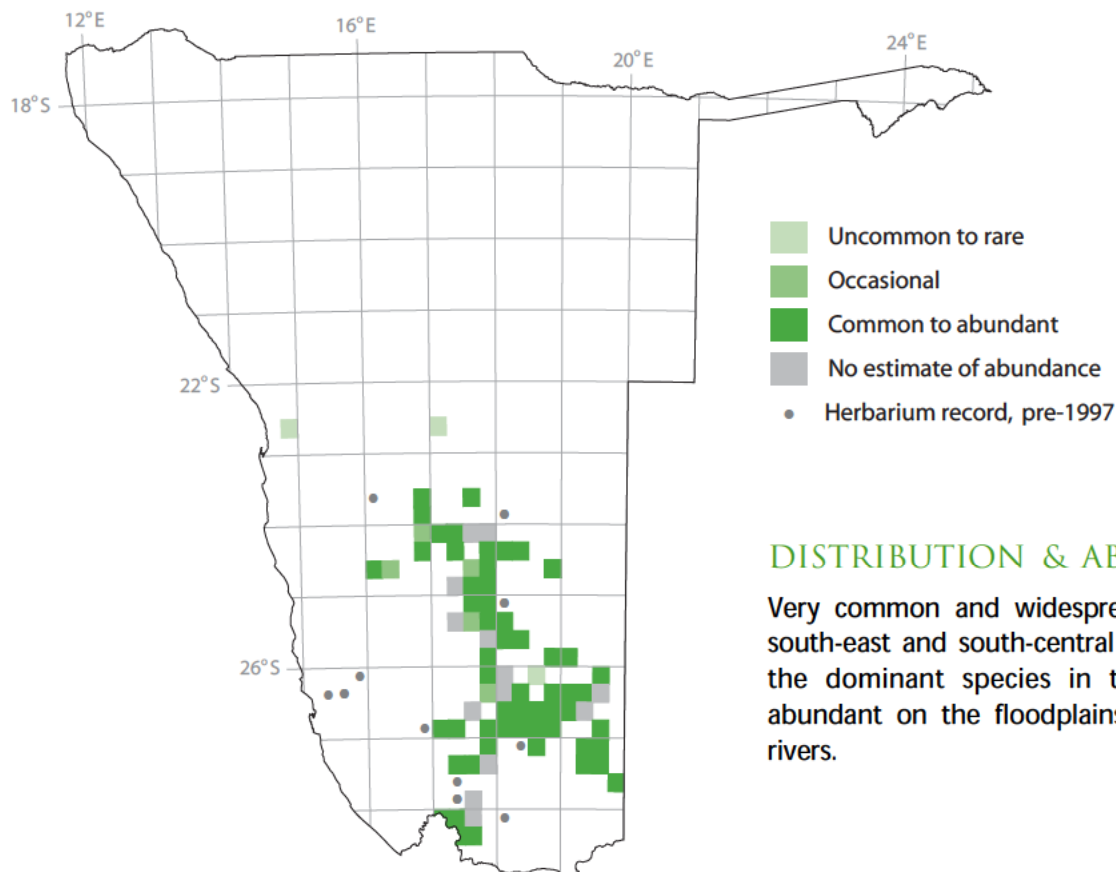 12°E
16°E
20°E
24°E
18°S
22°S
26°S
Uncommon to rare
Occasional
Common to abundant
No estimate of abundance
Herbarium record, pre-1997
DISTRIBUTION & AB
Very common and widespre
south-east and south-central
the dominant species in t
abundant on the floodplains
rivers.